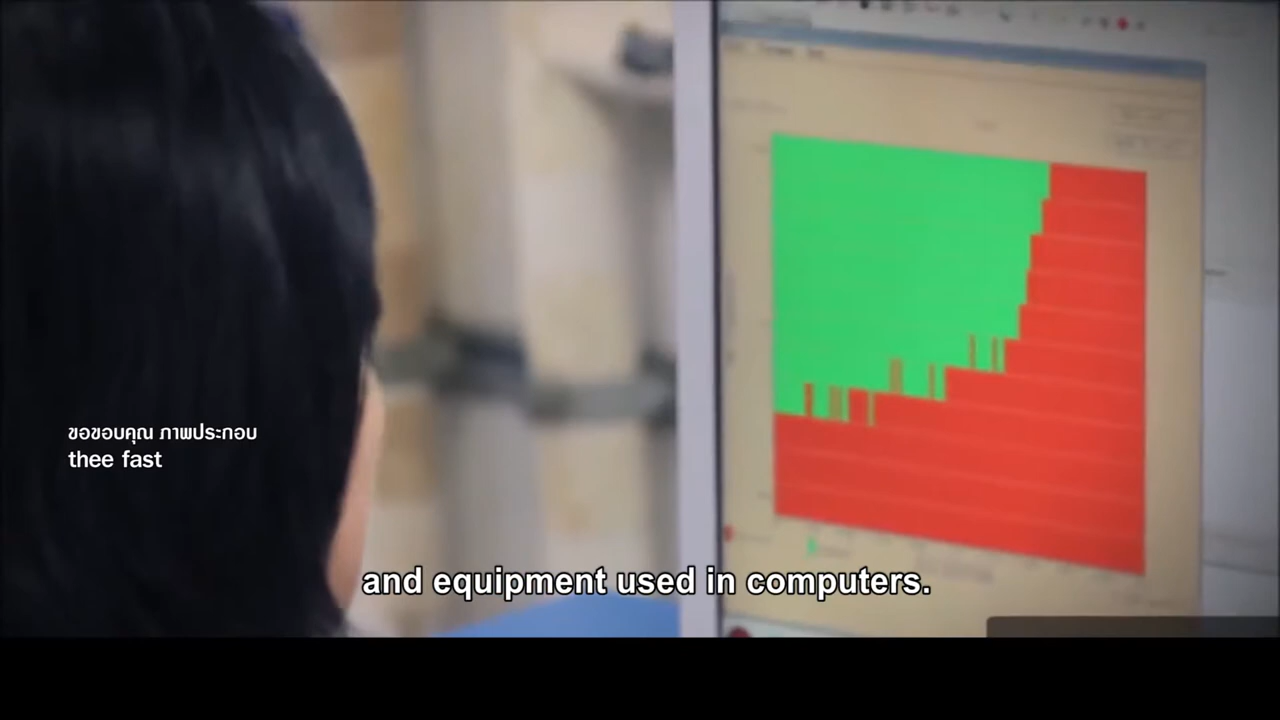 ขอขอบคุณ ภาพประกอบ
thee fast
and equipment used in computers.